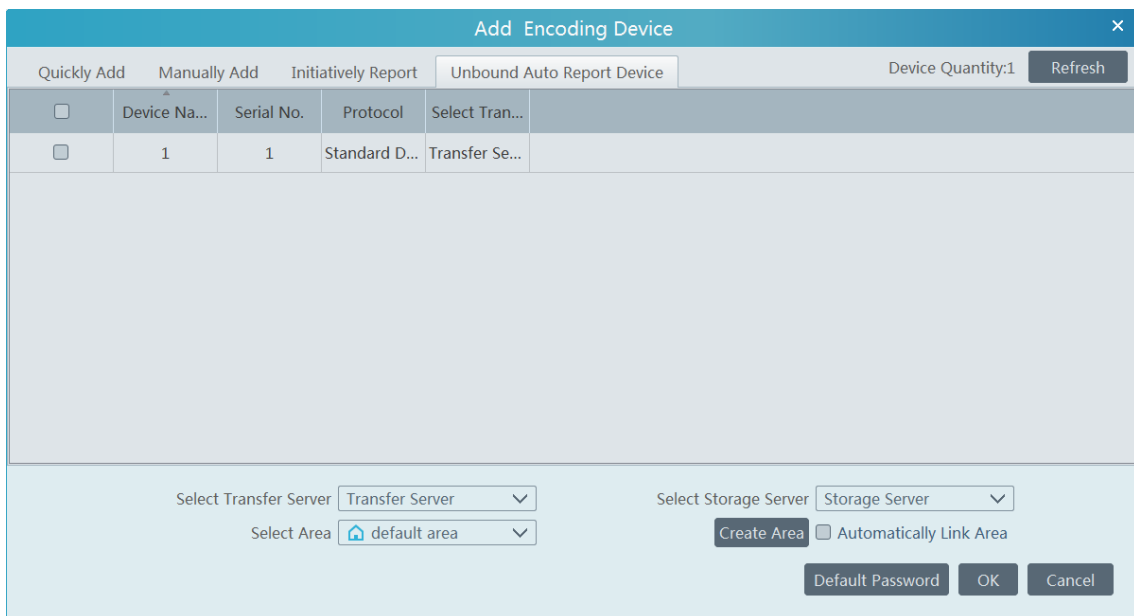 Add Encoding Device
Quickly Add Manually Add Initiatively Report Unbound Auto Report Device Device Quantity:1 Refresh
Device Na... Serial No. Protocol Select Tran...
1 1 Standard D... Transfer Se...
Select Transfer Server Transfer Server Select Storage Server Storage Server
Select Area default area Create Area Automatically Link Area
Default Password OK Cancel